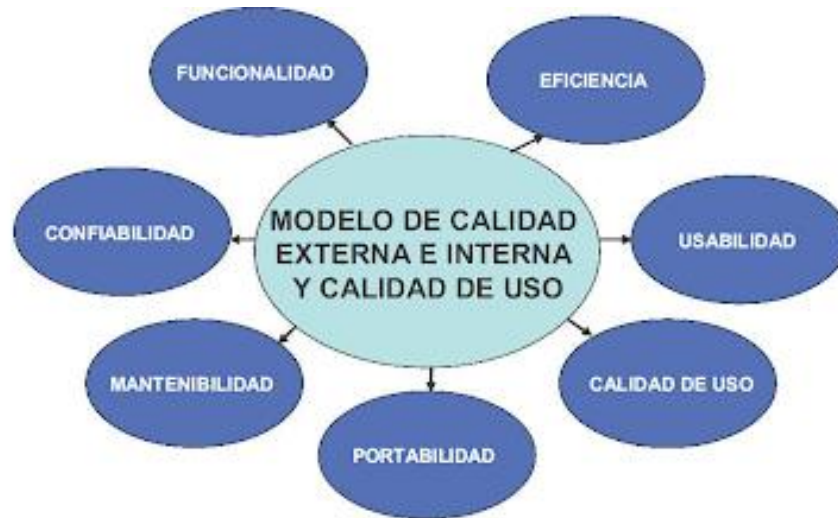 FUNCIONALIDAD
EFICIENCIA
CONFIABILIDAD
MODELO DE CALIDAD
EXTERNA E INTERNA
Y CALIDAD DE USO
USABILIDAD
MANTENIBILIDAD
CALIDAD DE USO
PORTABILIDAD